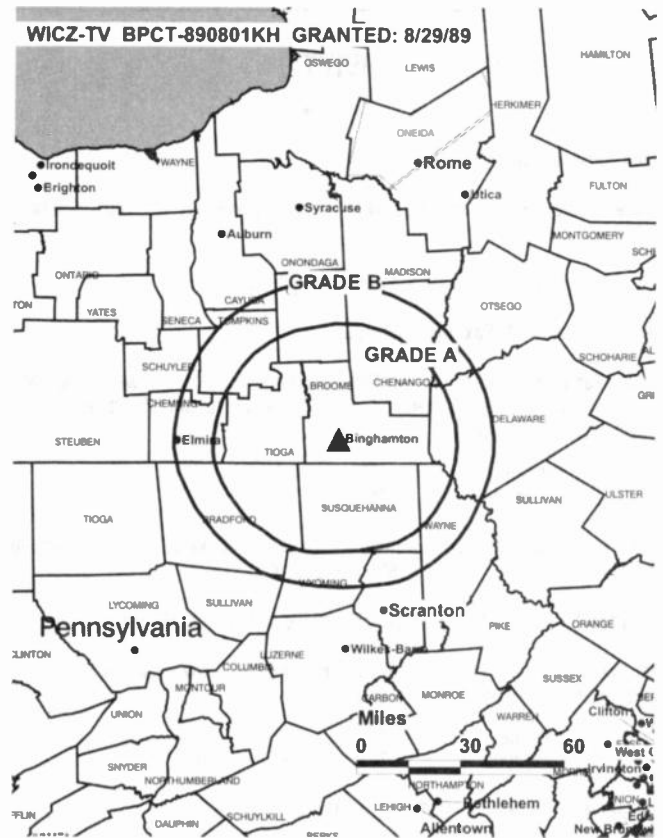 WICZ-TV BPCT-890801KH GRANTED: 8/29/89
HAMILTON
OSWEGO
LEWIS
HERKIMER
ONEIDA
Irondequoit
WAYNE
Rome
Brighton
FULTON
Utica
Syracuse
Auburn
MONTGOMERY
ONONDAGA
ONTARIO
MADISON
CAYUGA
GRADE B
YATES
OTSEGO
SENECA
TOMPKINS
SCHOHARIE
GRADE A
SCHUYLER
BROOME
CHENANGO
CHEMUNG
DELAWARE
STEUBEN
Elmira
Binghamton
TIOGA
SUSQUEHANNA
SULLIVAN
ULSTER
TIOGA
BRADFORD
WAYNE
WYOMING
LYCOMING
SULLIVAN
Scranton
Pennsylvania
PIKE
ORANGE
CLINTON
LUZERNE
COLUMBIA
MONTOUR
SUSSEX
CARBON
MONROE
UNION
Miles
WARREN
Clifton
0 30 60
West
SNYDER
Irvington
NORTHUMBERLAND
NORTHAMPTON
LEHIGH
Bethlehem
UNION
DAUPHIN
SCHUYLKILL
Allentown